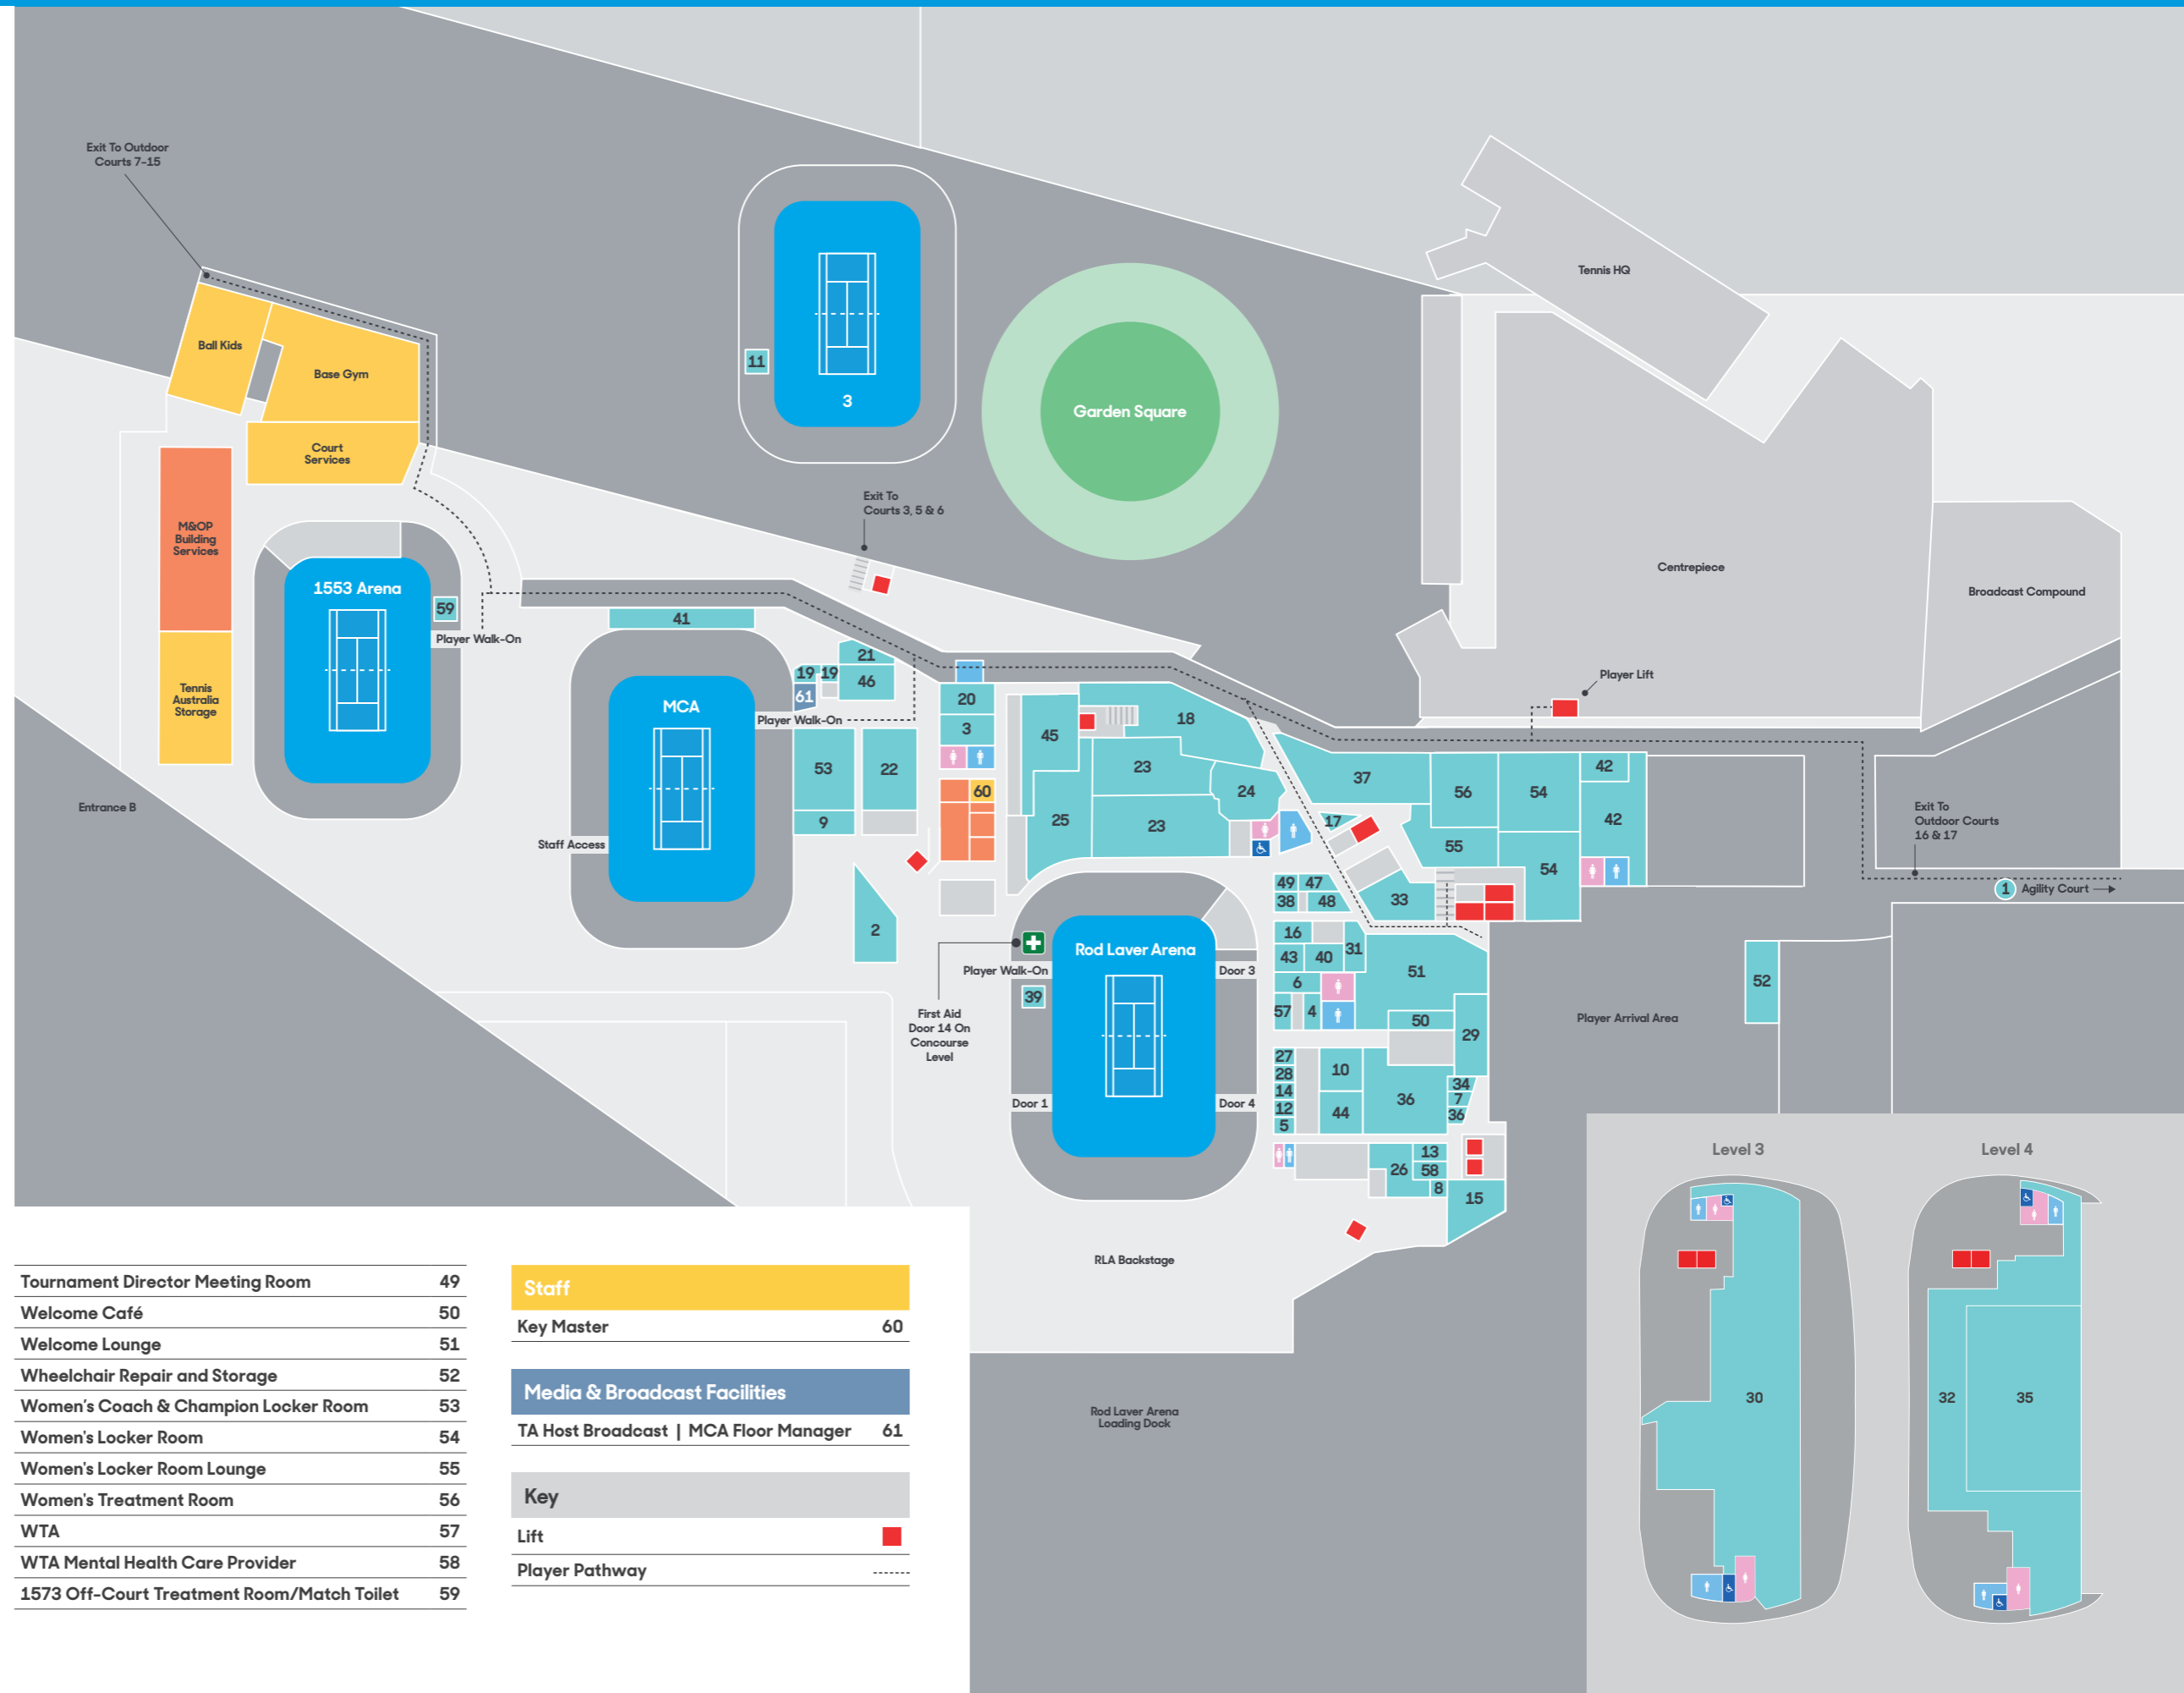 Exit To Outdoor
Courts 7-15
Tennis HQ
Ball Kids
Base Gym
11
3
Garden Square
Court
Services
Exit To
Courts 3, 5 & 6
M&OP
Building
Services
Centrepiece
Broadcast Compound
1553 Arena
59
Player Walk-On
41
21
19
19
46
61
Player Lift
Tennis
Australia
Storage
MCA
Player Walk-On
20
3
45
18
53
22
23
37
42
56
54
60
24
Entrance B
9
25
23
17
42
Exit To
Outdoor Courts
16 & 17
Staff Access
55
54
49
47
38
48
33
1
Agility Court
2
16
31
Rod Laver Arena
43
40
51
Player Walk-On
Door 3
6
52
39
57
4
50
First Aid
Door 14 On
Concourse
Level
Player Arrival Area
29
27
28
10
14
34
7
Door 1
Door 4
12
44
36
36
5
13
26
58
8
15
RLA Backstage
Rod Laver Arena
Loading Dock
Level 3
Level 4
30
32
35
Tournament Director Meeting Room 49
Welcome Café 50
Welcome Lounge 51
Wheelchair Repair and Storage 52
Women's Coach & Champion Locker Room 53
Women's Locker Room 54
Women's Locker Room Lounge 55
Women's Treatment Room 56
WTA 57
WTA Mental Health Care Provider 58
1573 Off-Court Treatment Room/Match Toilet 59
Staff
Key Master 60
Media & Broadcast Facilities
TA Host Broadcast | MCA Floor Manager 61
Key
Lift
Player Pathway